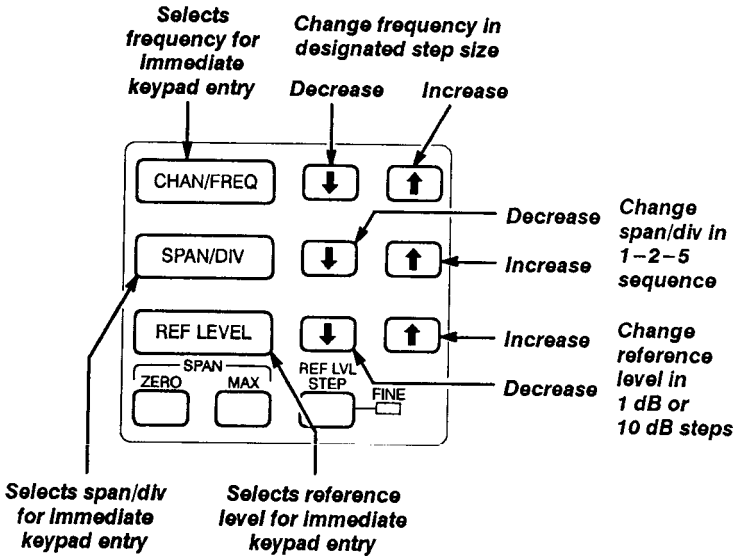 Selects
frequency for
immediate
keypad entry
Change frequency in
designated step size
Decrease
Increase
CHAN/FREQ
SPAN/DIV
REF LEVEL
Decrease
Increase
Change
span/div in
1-2-5
sequence
Increase
Decrease
Change
reference
level in
1 dB or
10 dB steps
SPAN
ZERO
MAX
REF LVL
STEP
FINE
Selects span/div
for immediate
keypad entry
Selects reference
level for immediate
keypad entry